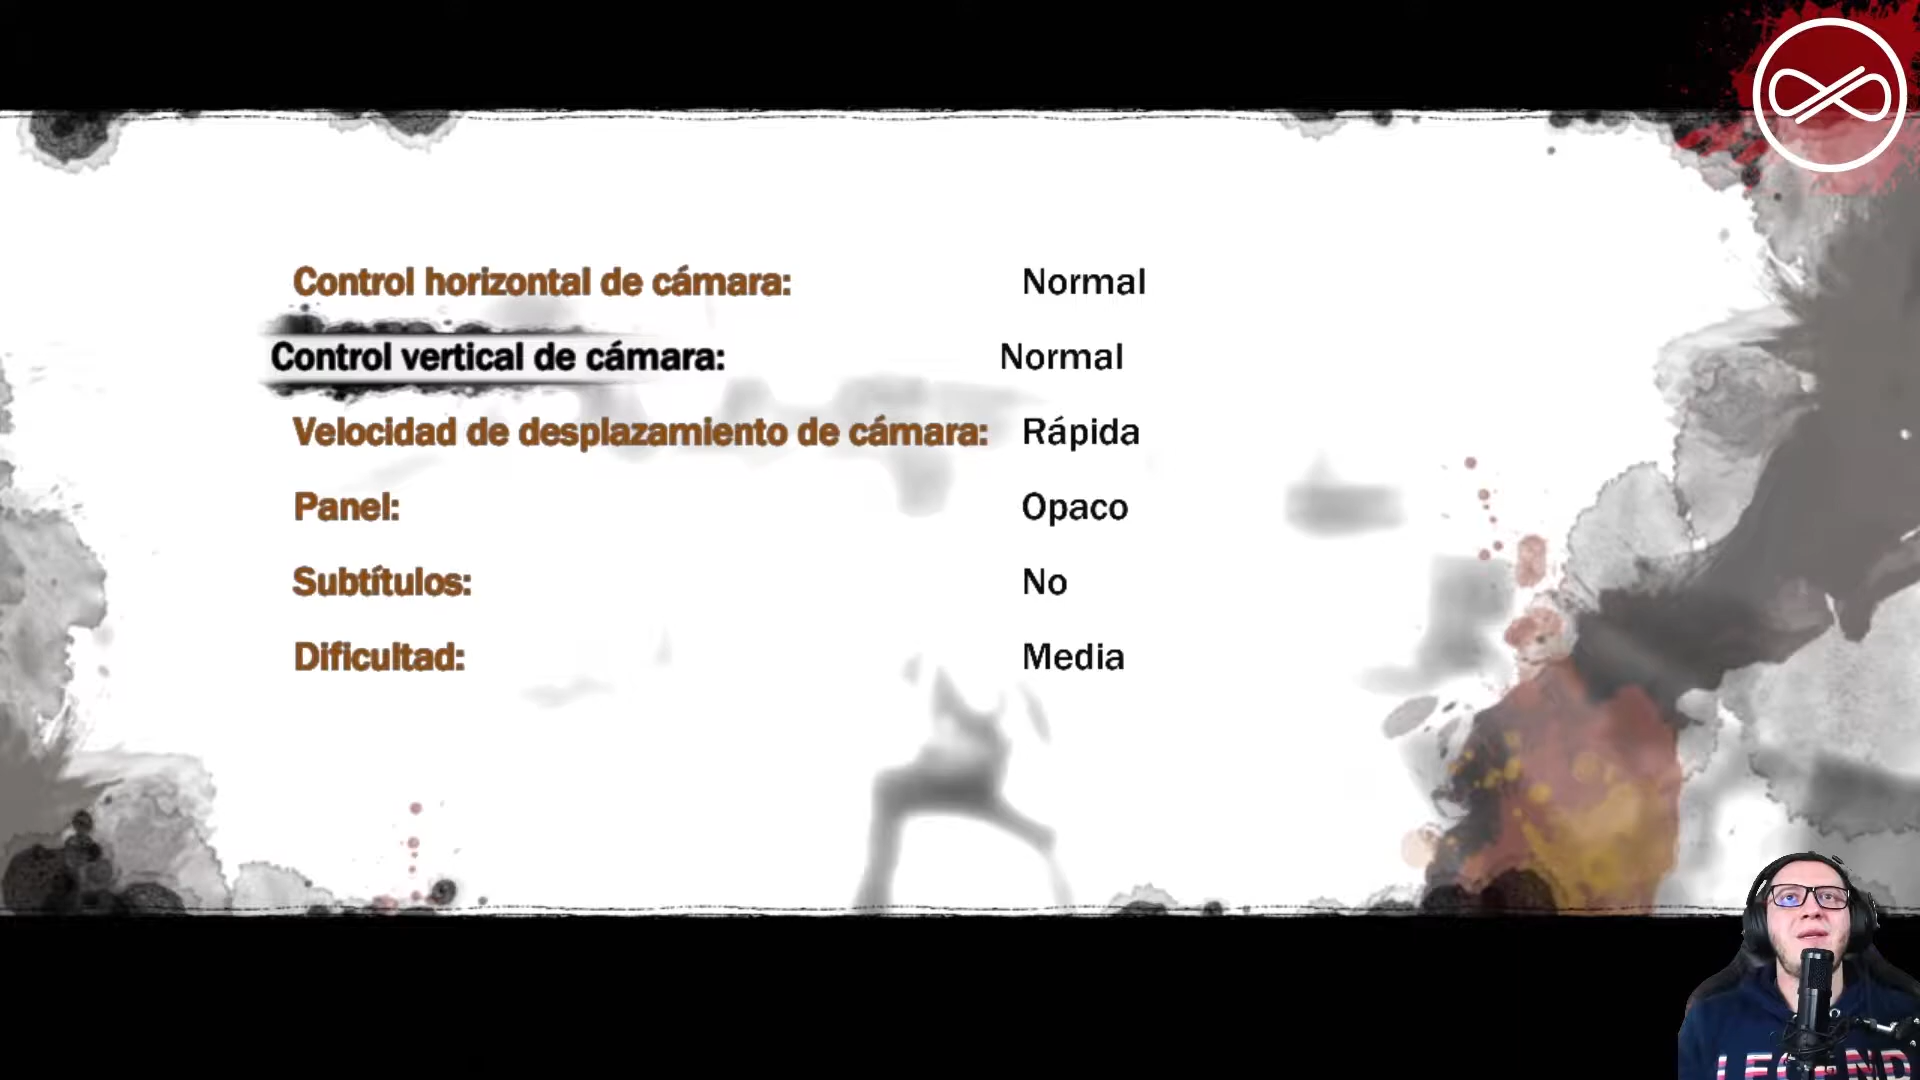 Control horizontal de cámara: Normal
Control vertical de cámara: Normal
Velocidad de desplazamiento de cámara: Rápida
Panel: Opaco
Subtítulos: No
Dificultad: Media
LEGEND